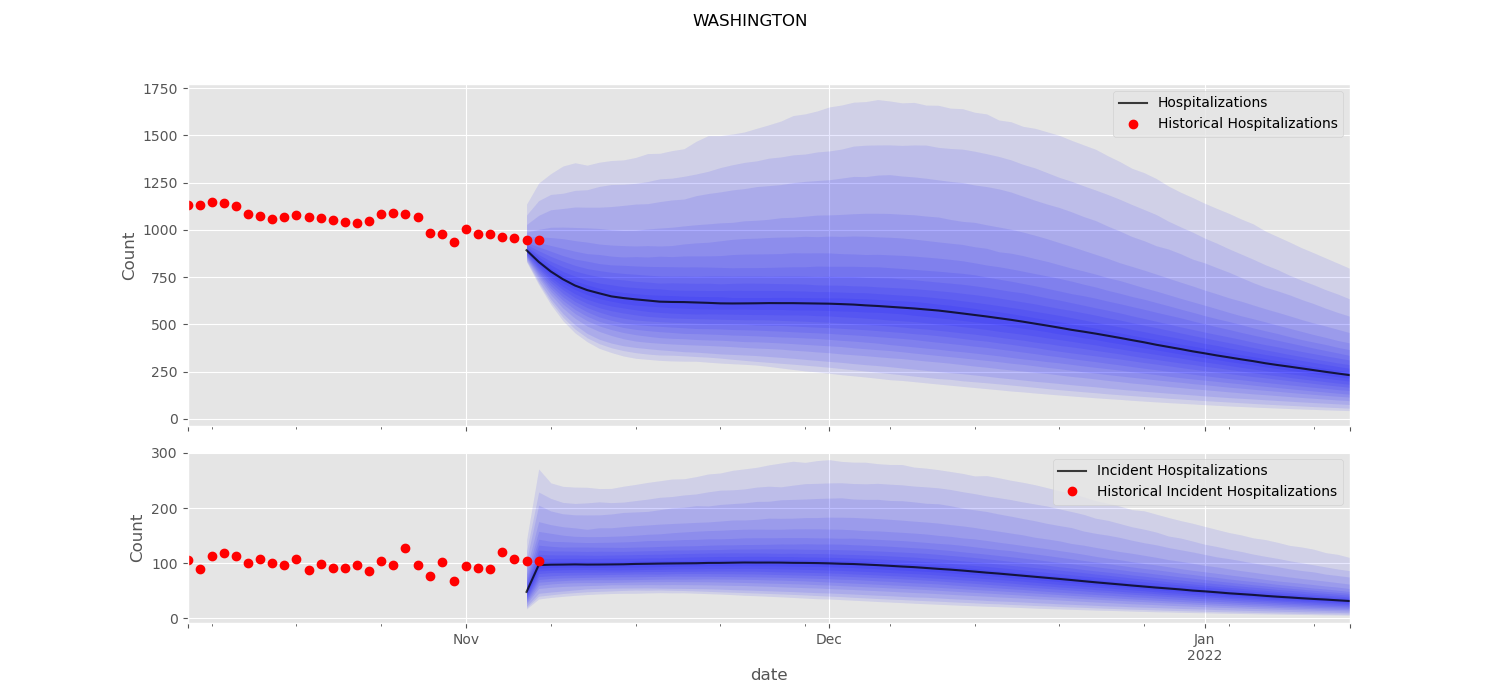 WASHINGTON
1750
1500
1250
1000
750
500
250
0
Count
Hospitalizations
Historical Hospitalizations
300
200
100
0
Count
Incident Hospitalizations
Historical Incident Hospitalizations
Nov
Dec
Jan
2022
date